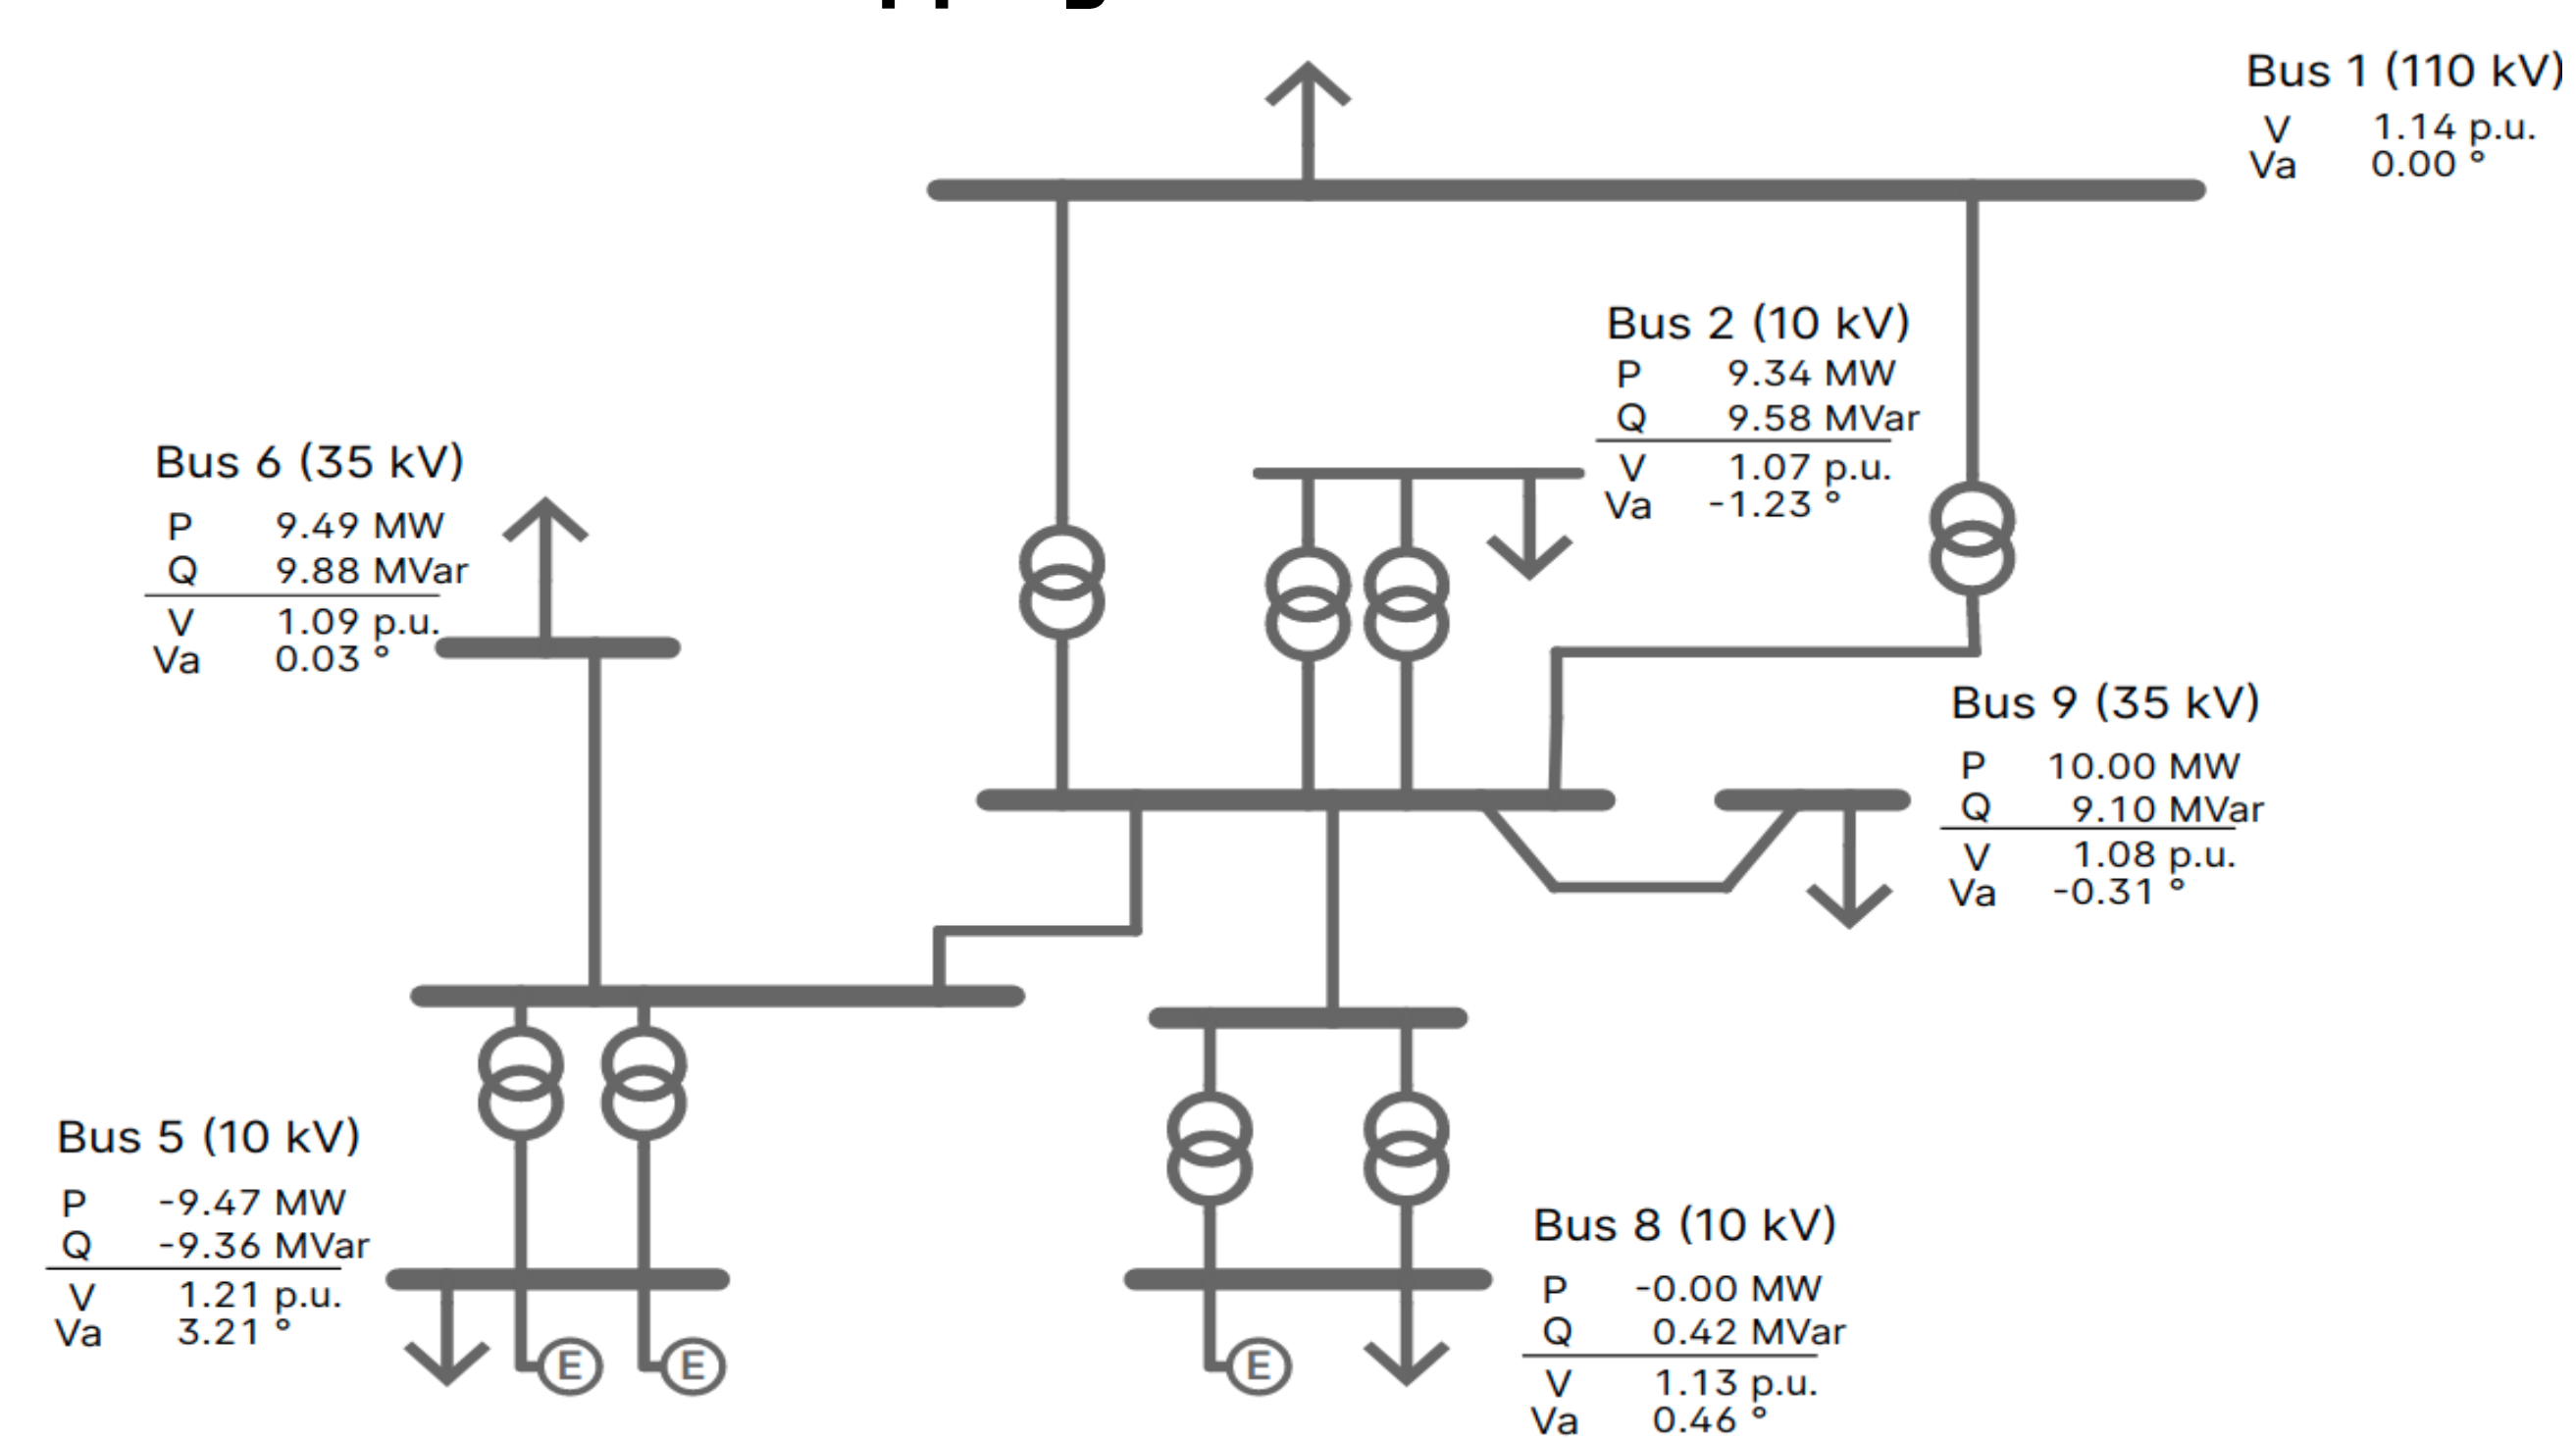 Bus 1 (110 kV)
V 1.14 p.u.
Va 0.00 °
Bus 2 (10 kV)
P 9.34 MW
Q 9.58 MVar
V 1.07 p.u.
Va -1.23 °
Bus 6 (35 kV)
P 9.49 MW
Q 9.88 MVar
V 1.09 p.u.
Va 0.03 °
Bus 9 (35 kV)
P 10.00 MW
Q 9.10 MVar
V 1.08 p.u.
Va -0.31 °
Bus 5 (10 kV)
P -9.47 MW
Q -9.36 MVar
V 1.21 p.u.
Va 3.21 °
E E
E
Bus 8 (10 kV)
P -0.00 MW
Q 0.42 MVar
V 1.13 p.u.
Va 0.46 °